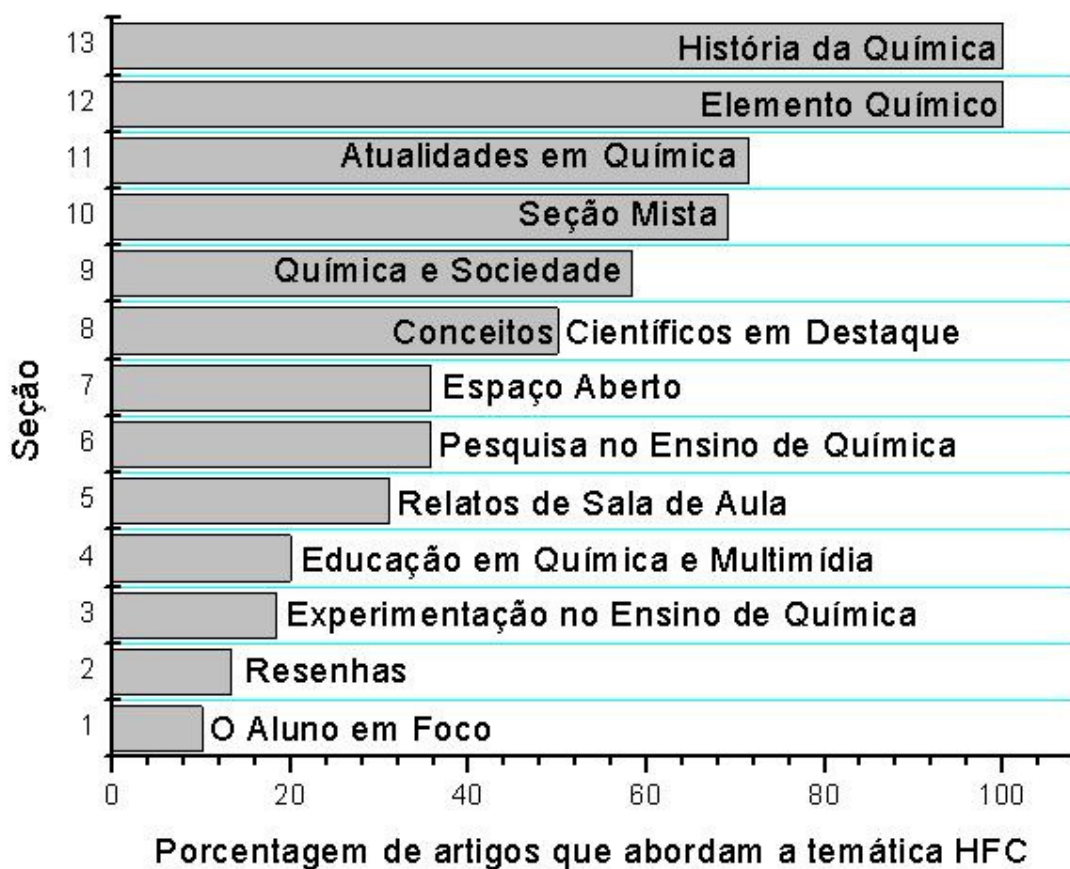 13
História da Química
12
Elemento Químico
11
Atualidades em Química
10
Seção Mista
9
Química e Sociedade
8
Conceitos Científicos em Destaque
7
Espaço Aberto
6
Pesquisa no Ensino de Química
5
Relatos de Sala de Aula
4
Educação em Química e Multimídia
3
Experimentação no Ensino de Química
2
Resenhas
1
O Aluno em Foco
Seção
0 20 40 60 80 100
Porcentagem de artigos que abordam a temática HFC